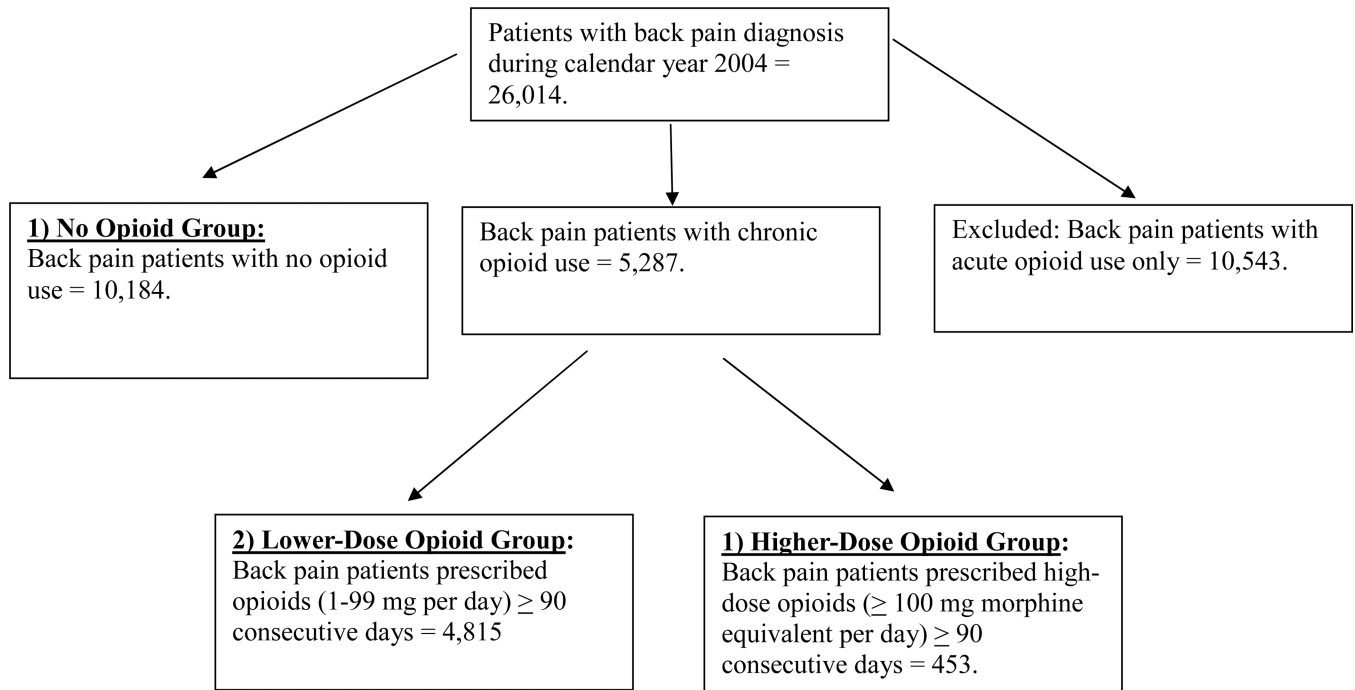 Patients with back pain diagnosis
during calendar year 2004 =
26,014.
1) No Opioid Group:
Back pain patients with no opioid
use = 10,184.
Back pain patients with chronic
opioid use = 5,287.
Excluded: Back pain patients with
acute opioid use only = 10,543.
2) Lower-Dose Opioid Group:
Back pain patients prescribed
opioids (1-99 mg per day) ≥ 90
consecutive days = 4,815
1) Higher-Dose Opioid Group:
Back pain patients prescribed high-
dose opioids (≥ 100 mg morphine
equivalent per day) ≥ 90
consecutive days = 453.